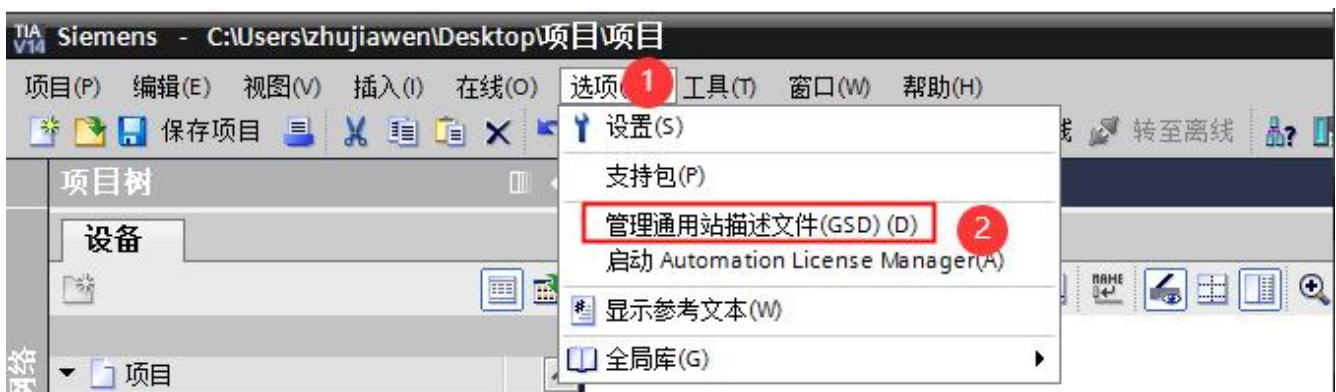 TIA V14 Siemens - C:\Users\zhujiawen\Desktop\项目\项目
项目(P) 编辑(E) 视图(V) 插入(I) 在线(O) 选项 1 工具(T) 窗口(W) 帮助(H)
保存项目 转至离线
设置(S)
项目树
支持包(P)
管理通用站描述文件(GSD) (D) 2
设备
启动 Automation License Manager(A)
NAME
显示参考文本(W)
全局库(G)
项目